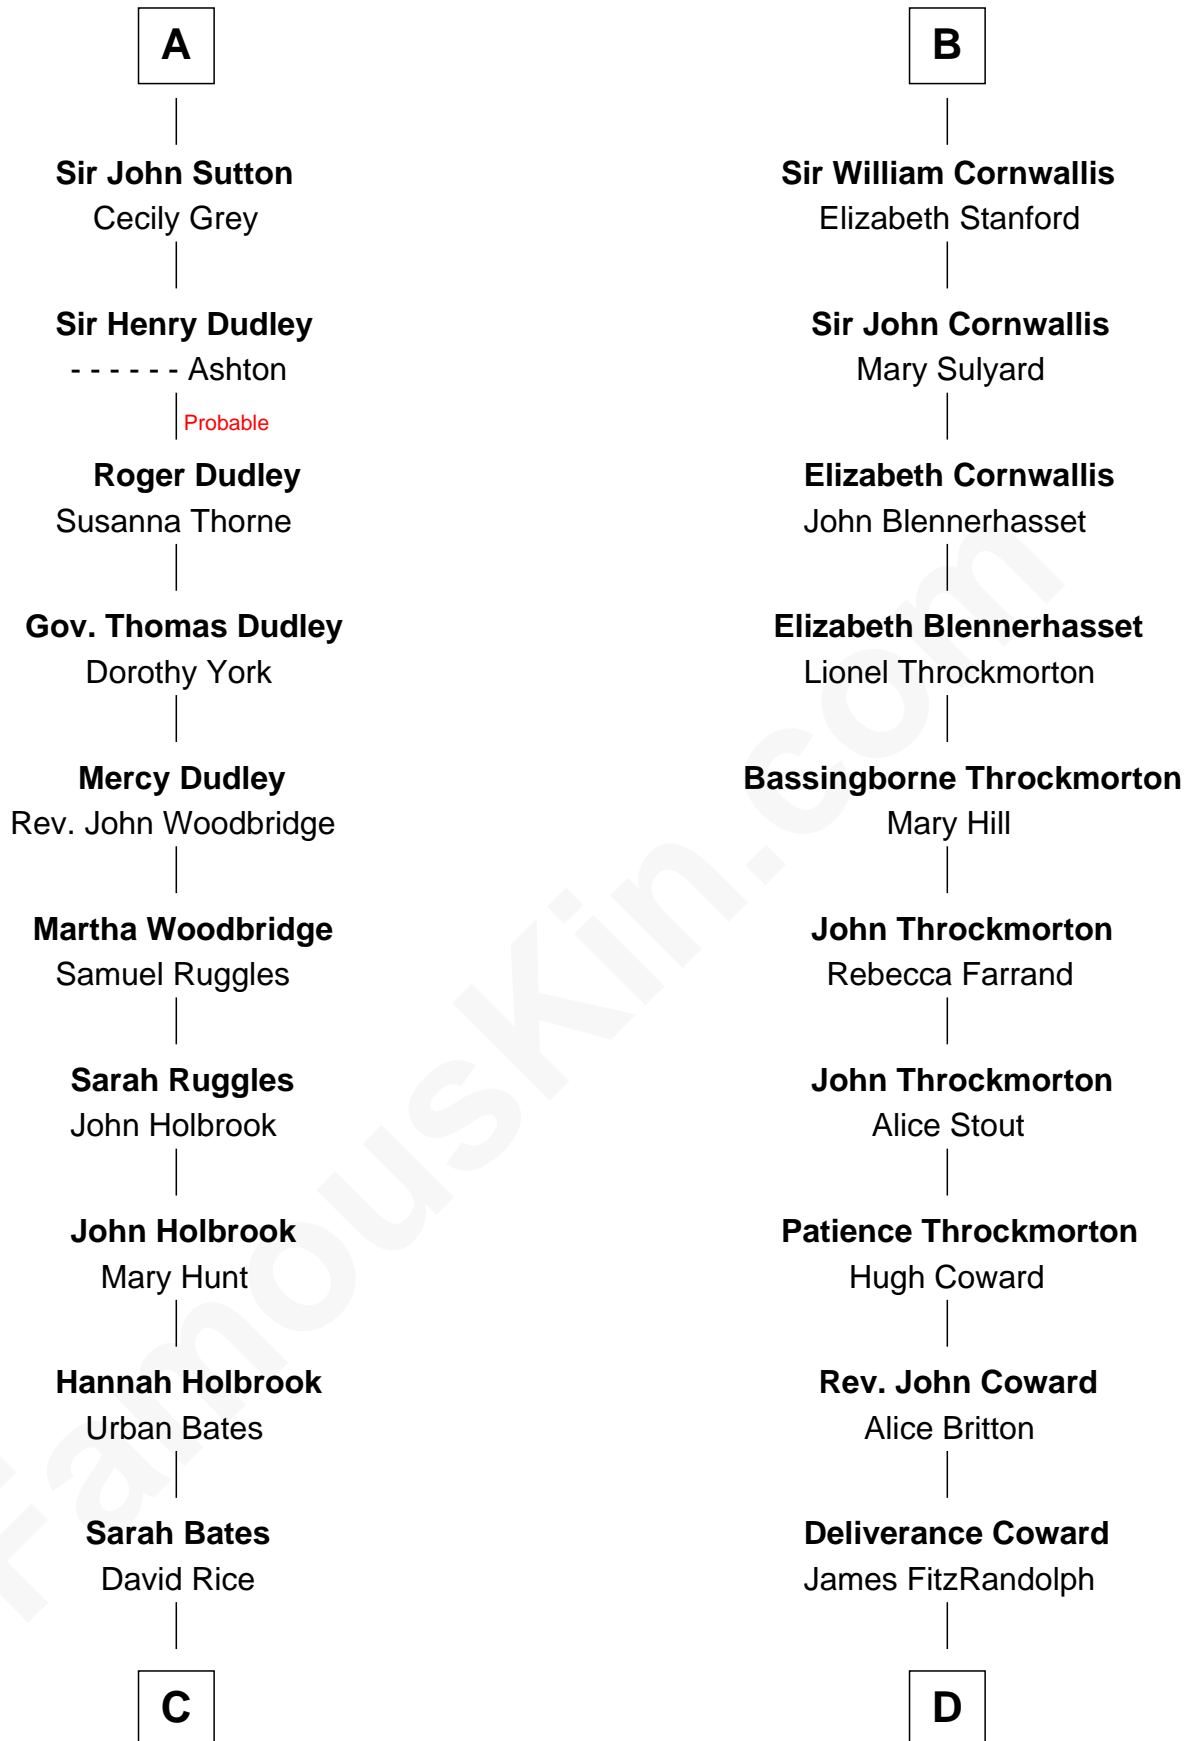 A
Sir John Sutton
Cecily Grey
Sir Henry Dudley
- - - - - - Ashton
Probable
Roger Dudley
Susanna Thorne
Gov. Thomas Dudley
Dorothy York
Mercy Dudley
Rev. John Woodbridge
Martha Woodbridge
Samuel Ruggles
Sarah Ruggles
John Holbrook
John Holbrook
Mary Hunt
Hannah Holbrook
Urban Bates
Sarah Bates
David Rice
C
B
Sir William Cornwallis
Elizabeth Stanford
Sir John Cornwallis
Mary Sulyard
Elizabeth Cornwallis
John Blennerhasset
Elizabeth Blennerhasset
Lionel Throckmorton
Bassingborne Throckmorton
Mary Hill
John Throckmorton
Rebecca Farrand
John Throckmorton
Alice Stout
Patience Throckmorton
Hugh Coward
Rev. John Coward
Alice Britton
Deliverance Coward
James FitzRandolph
D
FamousKin.com